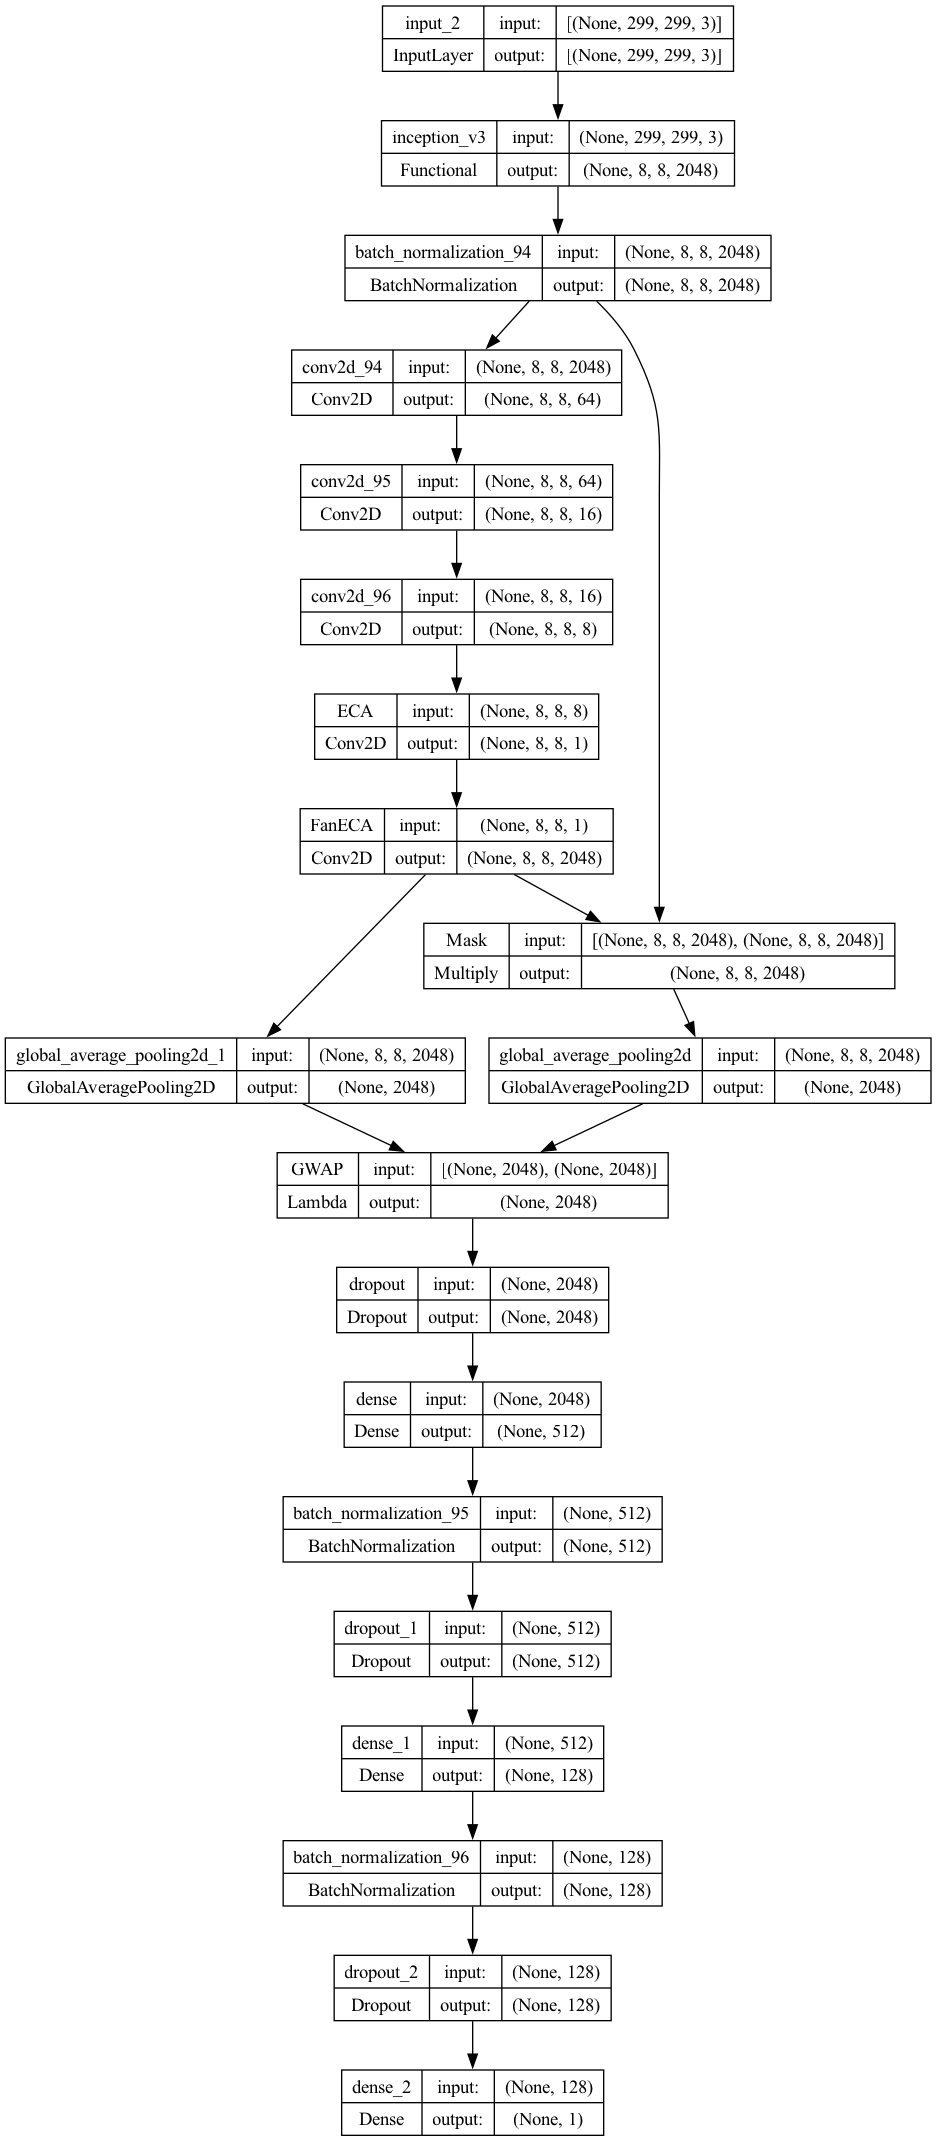 input_2 input: [(None, 299, 299, 3)]
InputLayer output: [(None, 299, 299, 3)]
inception_v3 input: (None, 299, 299, 3)
Functional output: (None, 8, 8, 2048)
batch_normalization_94 input: (None, 8, 8, 2048)
BatchNormalization output: (None, 8, 8, 2048)
conv2d_94 input: (None, 8, 8, 2048)
Conv2D output: (None, 8, 8, 64)
conv2d_95 input: (None, 8, 8, 64)
Conv2D output: (None, 8, 8, 16)
conv2d_96 input: (None, 8, 8, 16)
Conv2D output: (None, 8, 8, 8)
ECA input: (None, 8, 8, 8)
Conv2D output: (None, 8, 8, 1)
FanECA input: (None, 8, 8, 1)
Conv2D output: (None, 8, 8, 2048)
Mask input: [(None, 8, 8, 2048), (None, 8, 8, 2048)]
Multiply output: (None, 8, 8, 2048)
global_average_pooling2d_1 input: (None, 8, 8, 2048)
GlobalAveragePooling2D output: (None, 2048)
global_average_pooling2d input: (None, 8, 8, 2048)
GlobalAveragePooling2D output: (None, 2048)
GWAP input: [(None, 2048), (None, 2048)]
Lambda output: (None, 2048)
dropout input: (None, 2048)
Dropout output: (None, 2048)
dense input: (None, 2048)
Dense output: (None, 512)
batch_normalization_95 input: (None, 512)
BatchNormalization output: (None, 512)
dropout_1 input: (None, 512)
Dropout output: (None, 512)
dense_1 input: (None, 512)
Dense output: (None, 128)
batch_normalization_96 input: (None, 128)
BatchNormalization output: (None, 128)
dropout_2 input: (None, 128)
Dropout output: (None, 128)
dense_2 input: (None, 128)
Dense output: (None, 1)